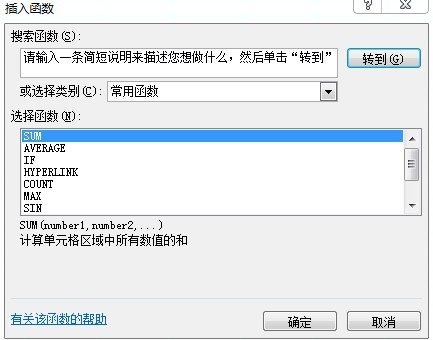 插入函数
搜索函数(S):
请输入一条简短说明来描述您想做什么，然后单击“转到”
转到(G)
或选择类别(C): 常用函数
选择函数(N):
SUM
AVERAGE
IF
HYPERLINK
COUNT
MAX
SIN
SUM(number1,number2,...)
计算单元格区域中所有数值的和
有关该函数的帮助
确定
取消